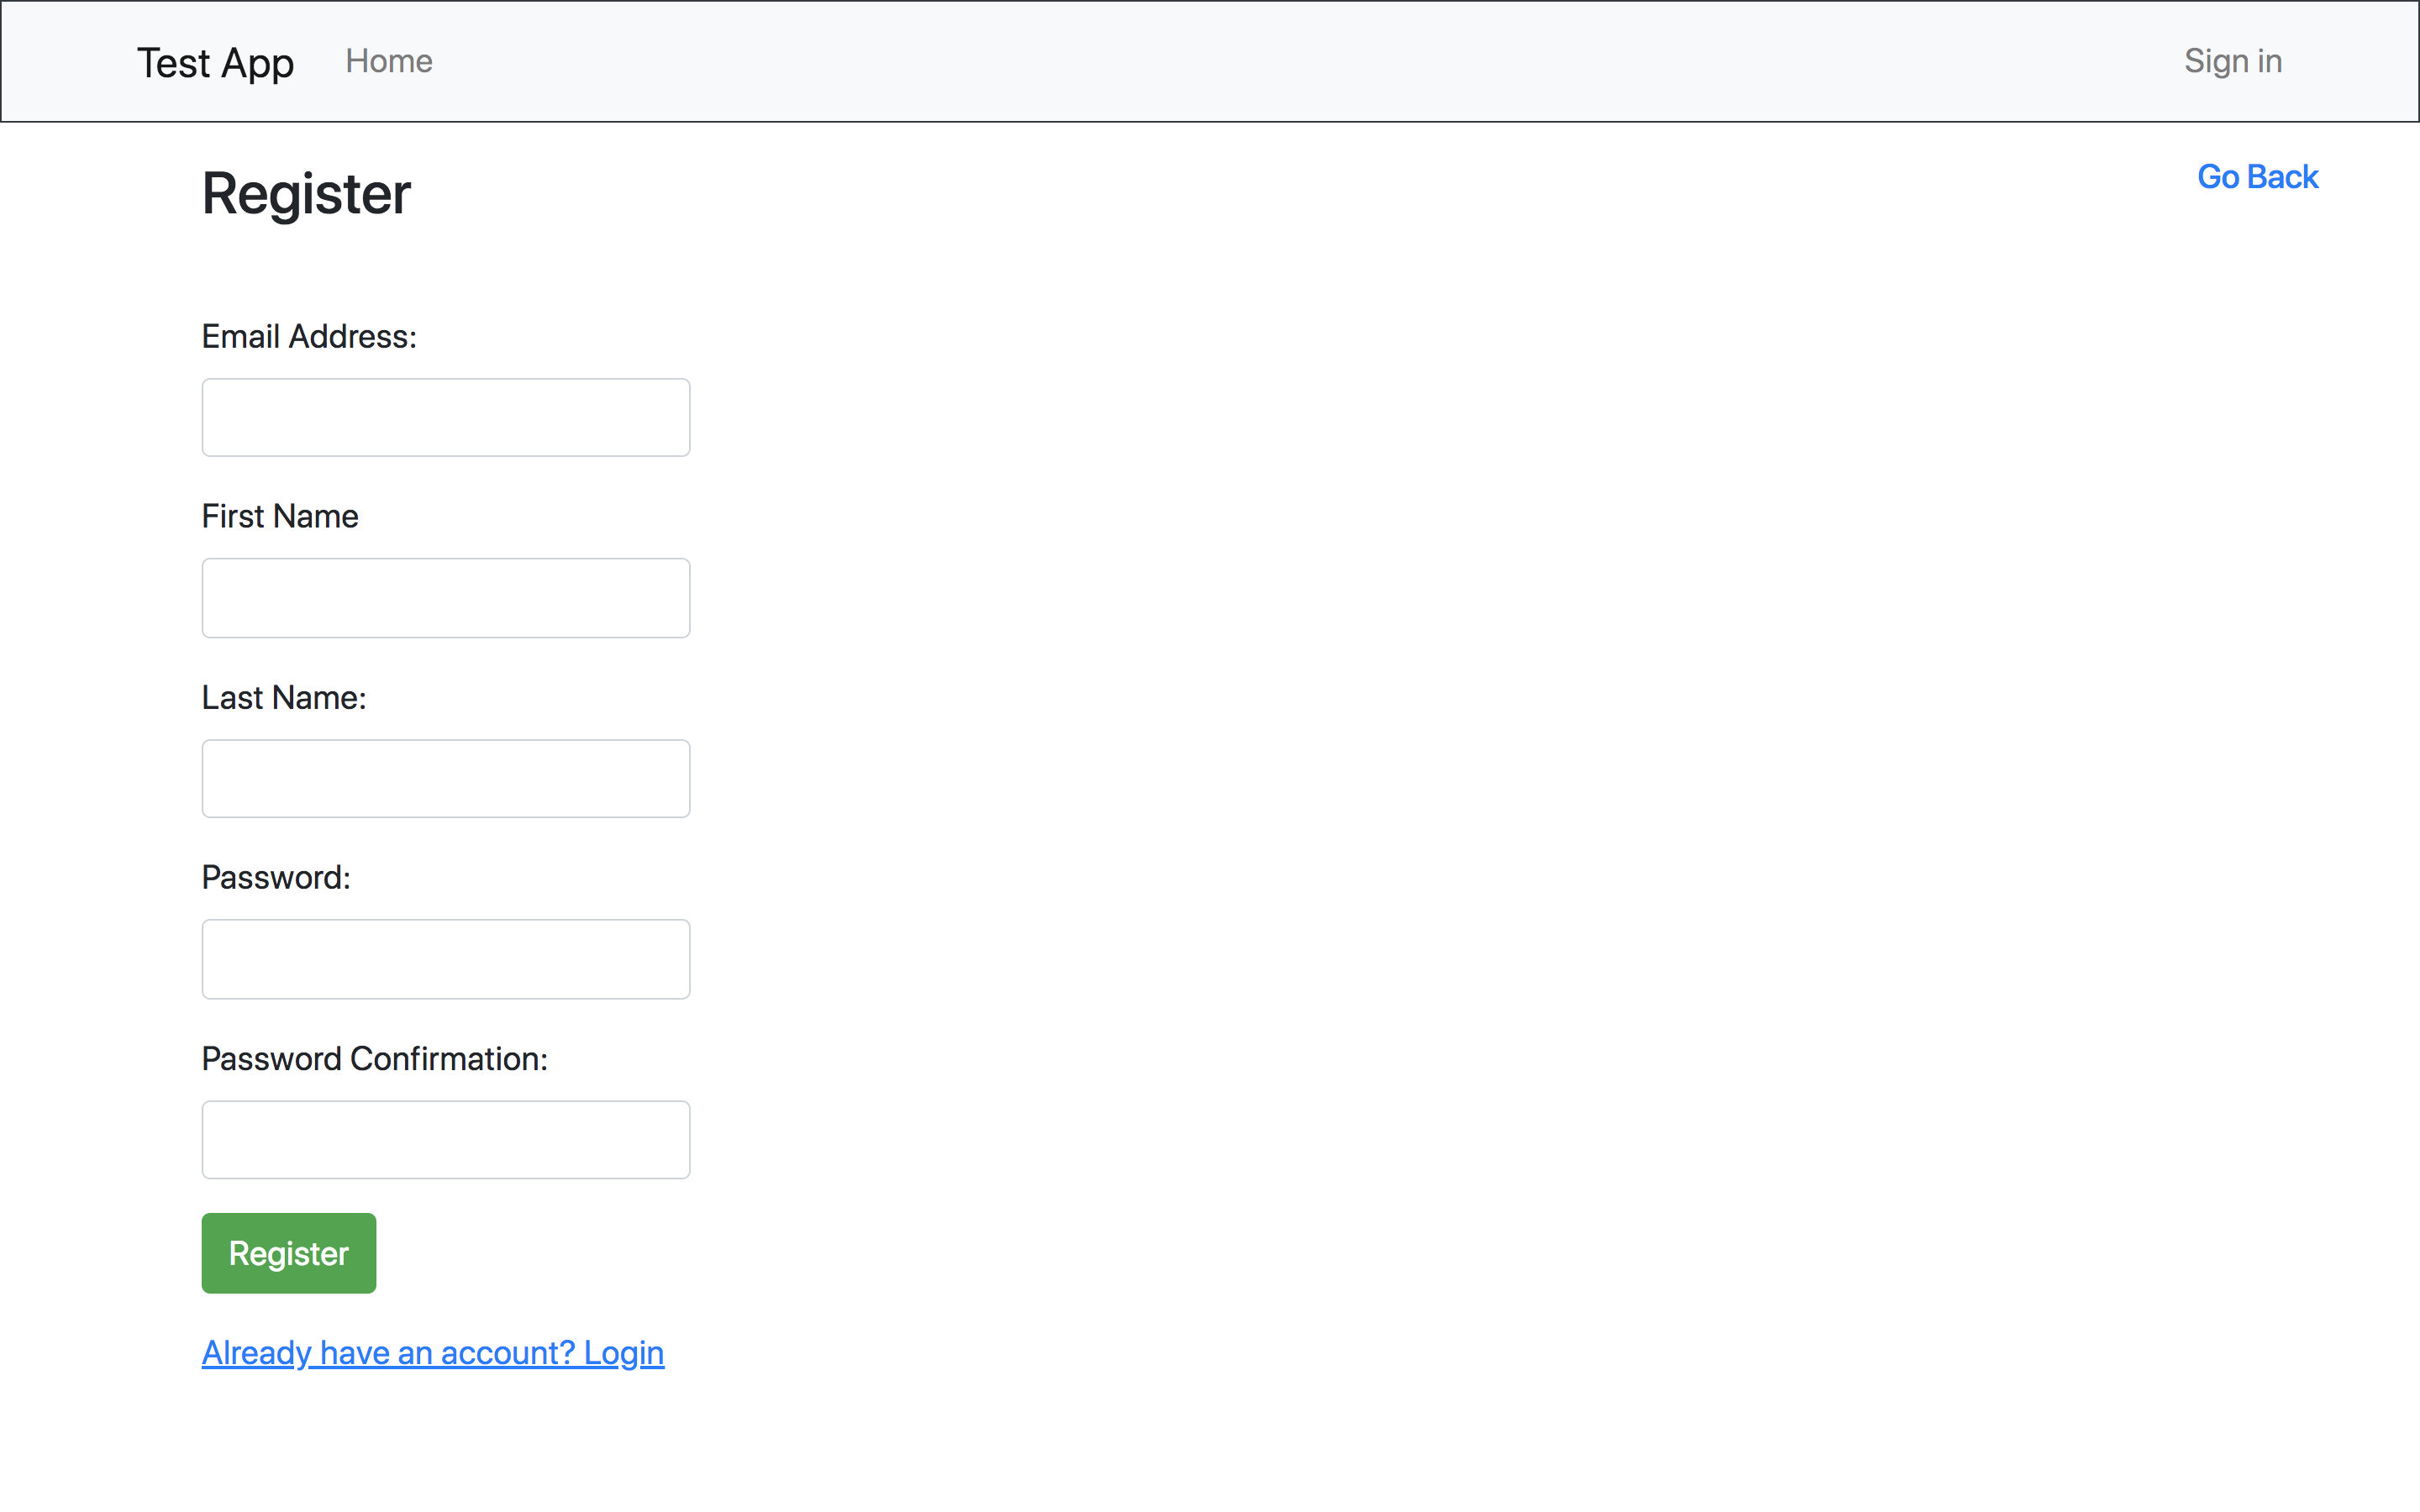 Test App Home Sign in
Register Go Back
Email Address:
First Name
Last Name:
Password:
Password Confirmation:
Register
Already have an account? Login